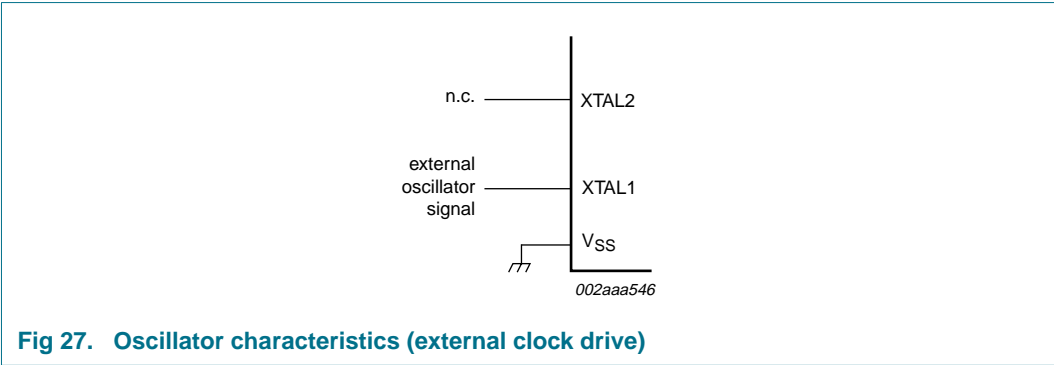 n.c.
XTAL2
external
oscillator
signal
XTAL1
VSS
002aaa546
Fig 27. Oscillator characteristics (external clock drive)